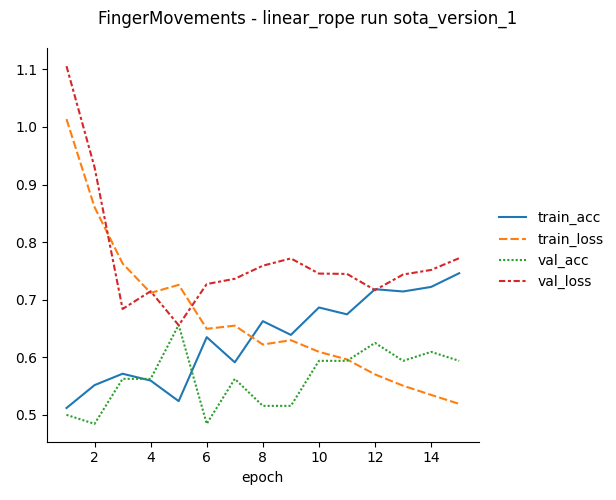 FingerMovements - linear_rope run sota_version_1
1.1
1.0
0.9
0.8
0.7
0.6
0.5
2 4 6 8 10 12 14
epoch
train_acc
train_loss
val_acc
val_loss